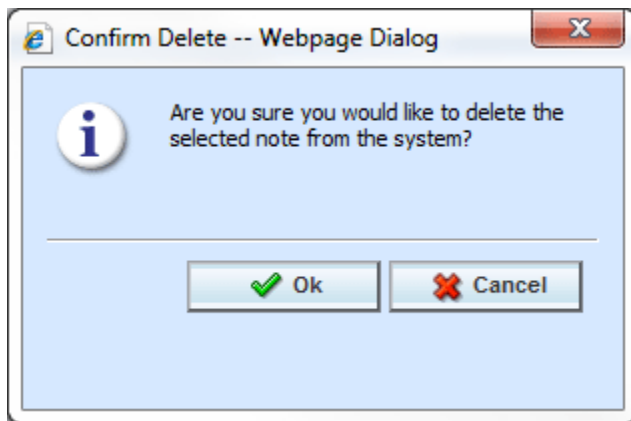 Confirm Delete -- Webpage Dialog
Are you sure you would like to delete the
selected note from the system?
Ok
Cancel